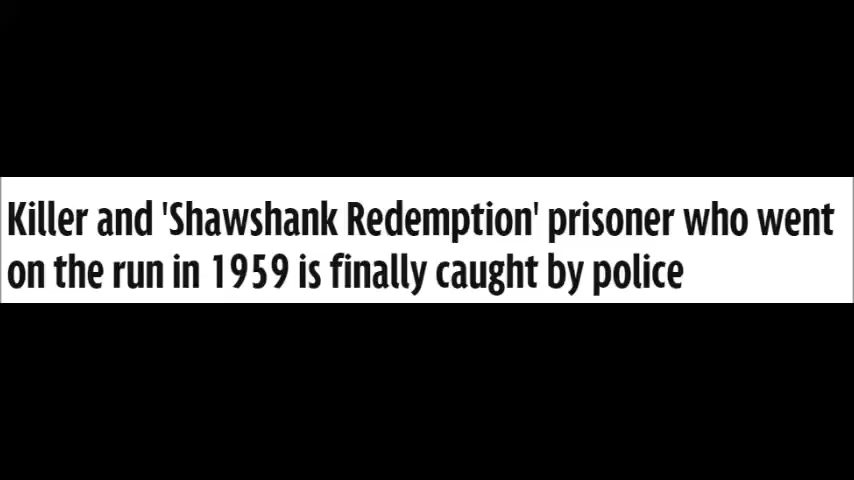 Killer and 'Shawshank Redemption' prisoner who went
on the run in 1959 is finally caught by police